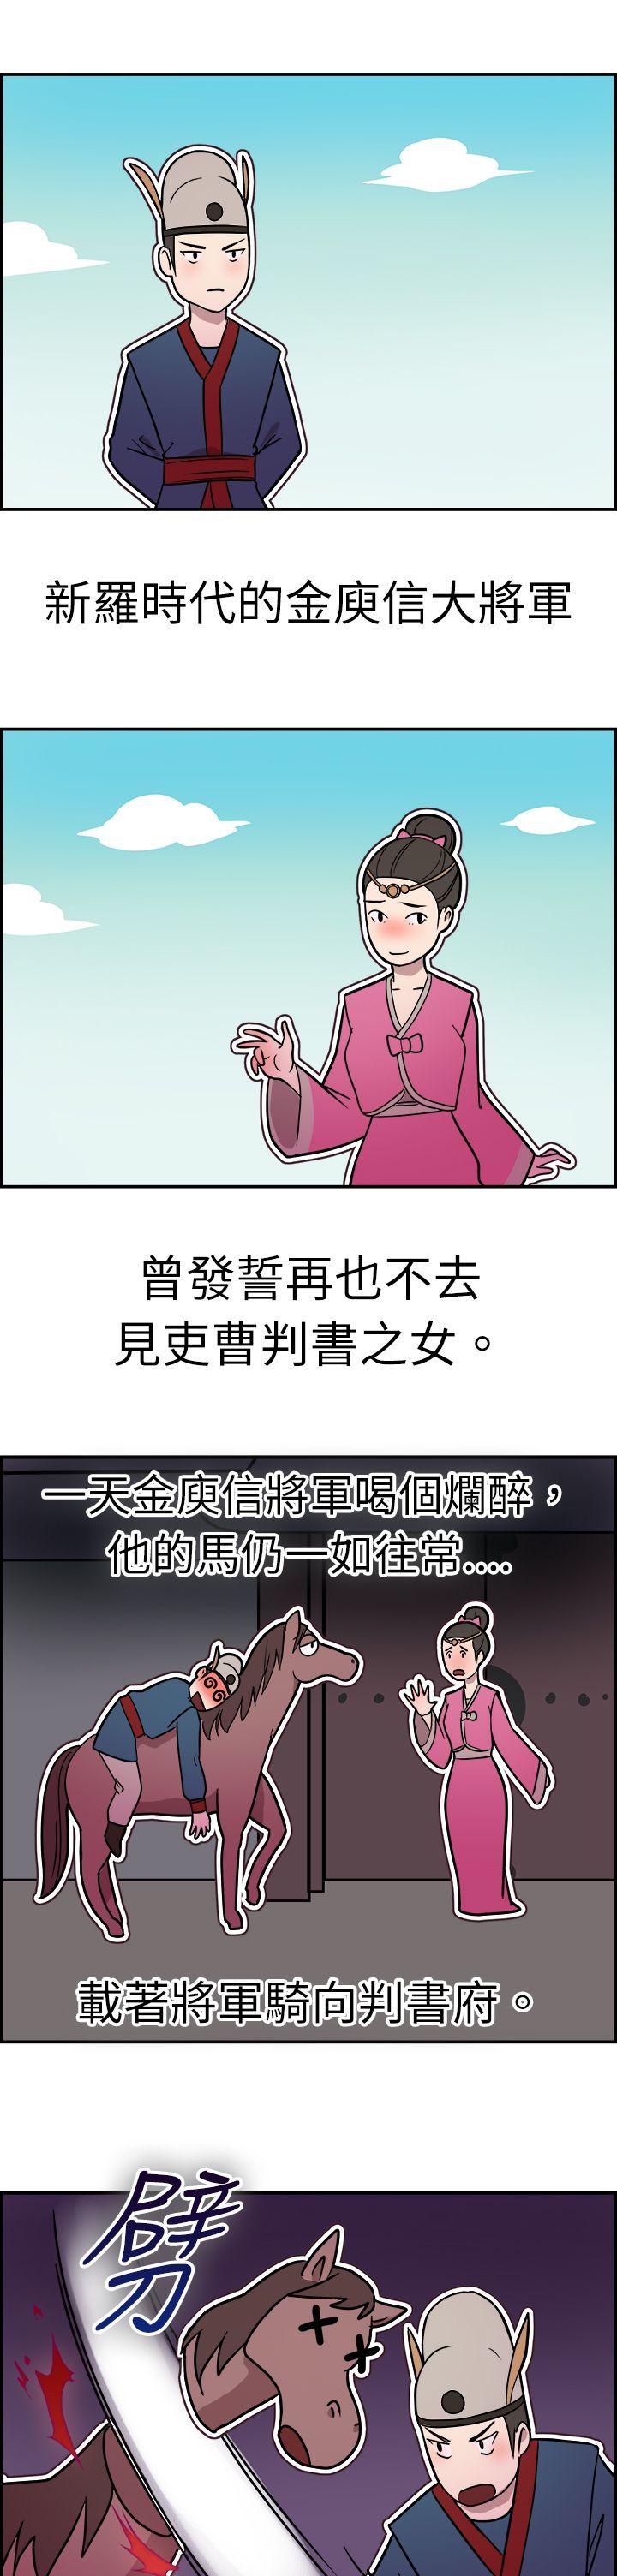 新羅時代的金庾信大將軍
曾發誓再也不去
見吏曹判書之女。
一天金庾信將軍喝個爛醉，
他的馬仍一如往常....
載著將軍騎向判書府。
劈